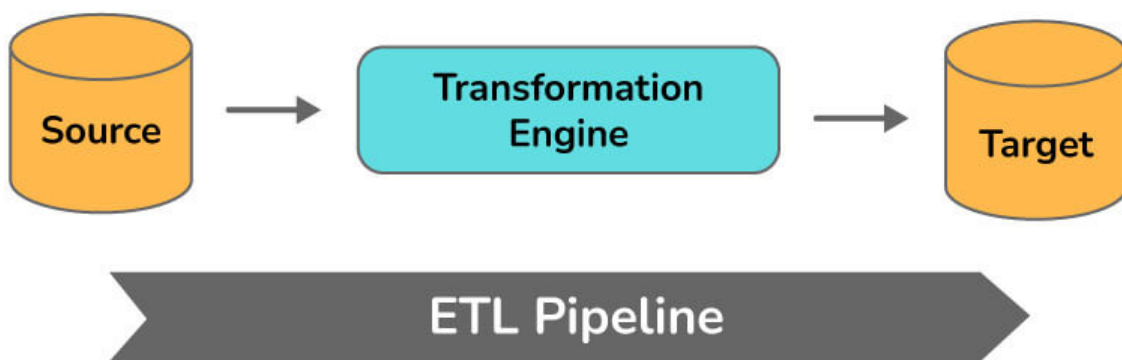 Source
Transformation
Engine
Target
ETL Pipeline